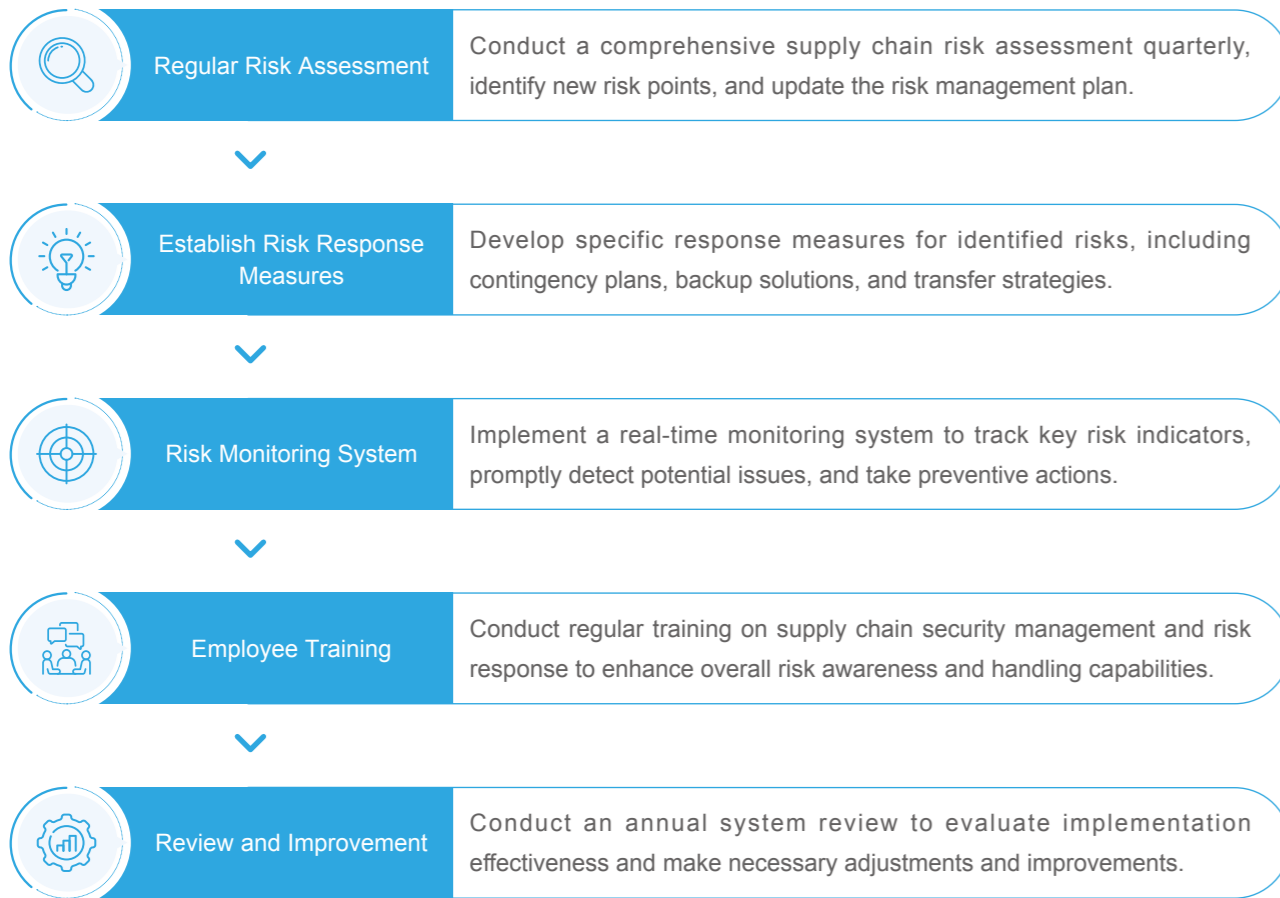 Regular Risk Assessment
Conduct a comprehensive supply chain risk assessment quarterly,
identify new risk points, and update the risk management plan.
Establish Risk Response
Measures
Develop specific response measures for identified risks, including
contingency plans, backup solutions, and transfer strategies.
Risk Monitoring System
Implement a real-time monitoring system to track key risk indicators,
promptly detect potential issues, and take preventive actions.
Employee Training
Conduct regular training on supply chain security management and risk
response to enhance overall risk awareness and handling capabilities.
Review and Improvement
Conduct an annual system review to evaluate implementation
effectiveness and make necessary adjustments and improvements.